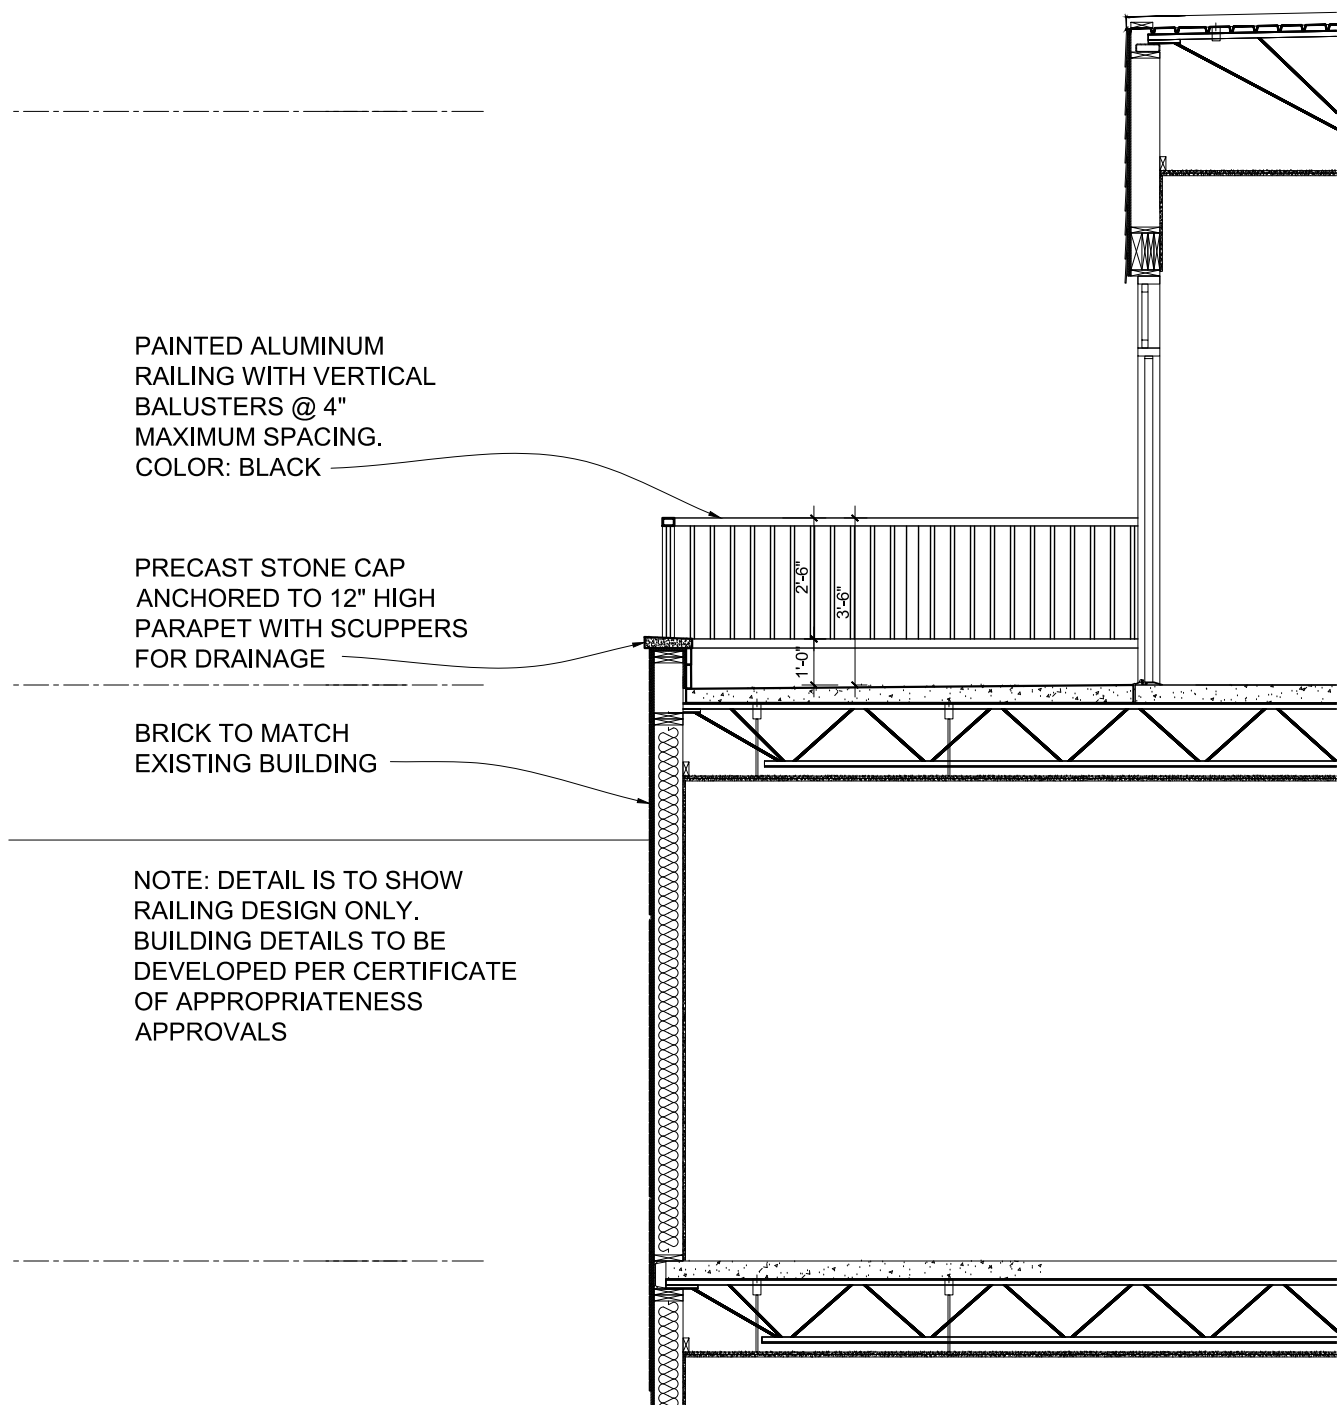 PAINTED ALUMINUM
RAILING WITH VERTICAL
BALUSTERS @ 4"
MAXIMUM SPACING.
COLOR: BLACK
2'-6"
3'-6"
1'-0"
PRECAST STONE CAP
ANCHORED TO 12" HIGH
PARAPET WITH SCUPPERS
FOR DRAINAGE
BRICK TO MATCH
EXISTING BUILDING
NOTE: DETAIL IS TO SHOW
RAILING DESIGN ONLY.
BUILDING DETAILS TO BE
DEVELOPED PER CERTIFICATE
OF APPROPRIATENESS
APPROVALS